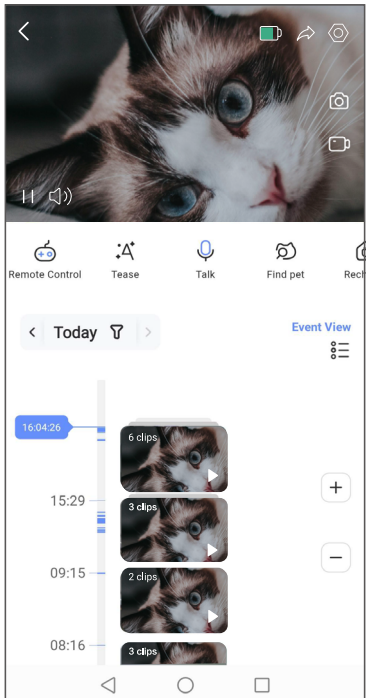 Remote Control
Tease
Talk
Find pet
Rech
Today
Event View
16:04:26
6 clips
15:29
3 clips
09:15
2 clips
08:16
3 clips